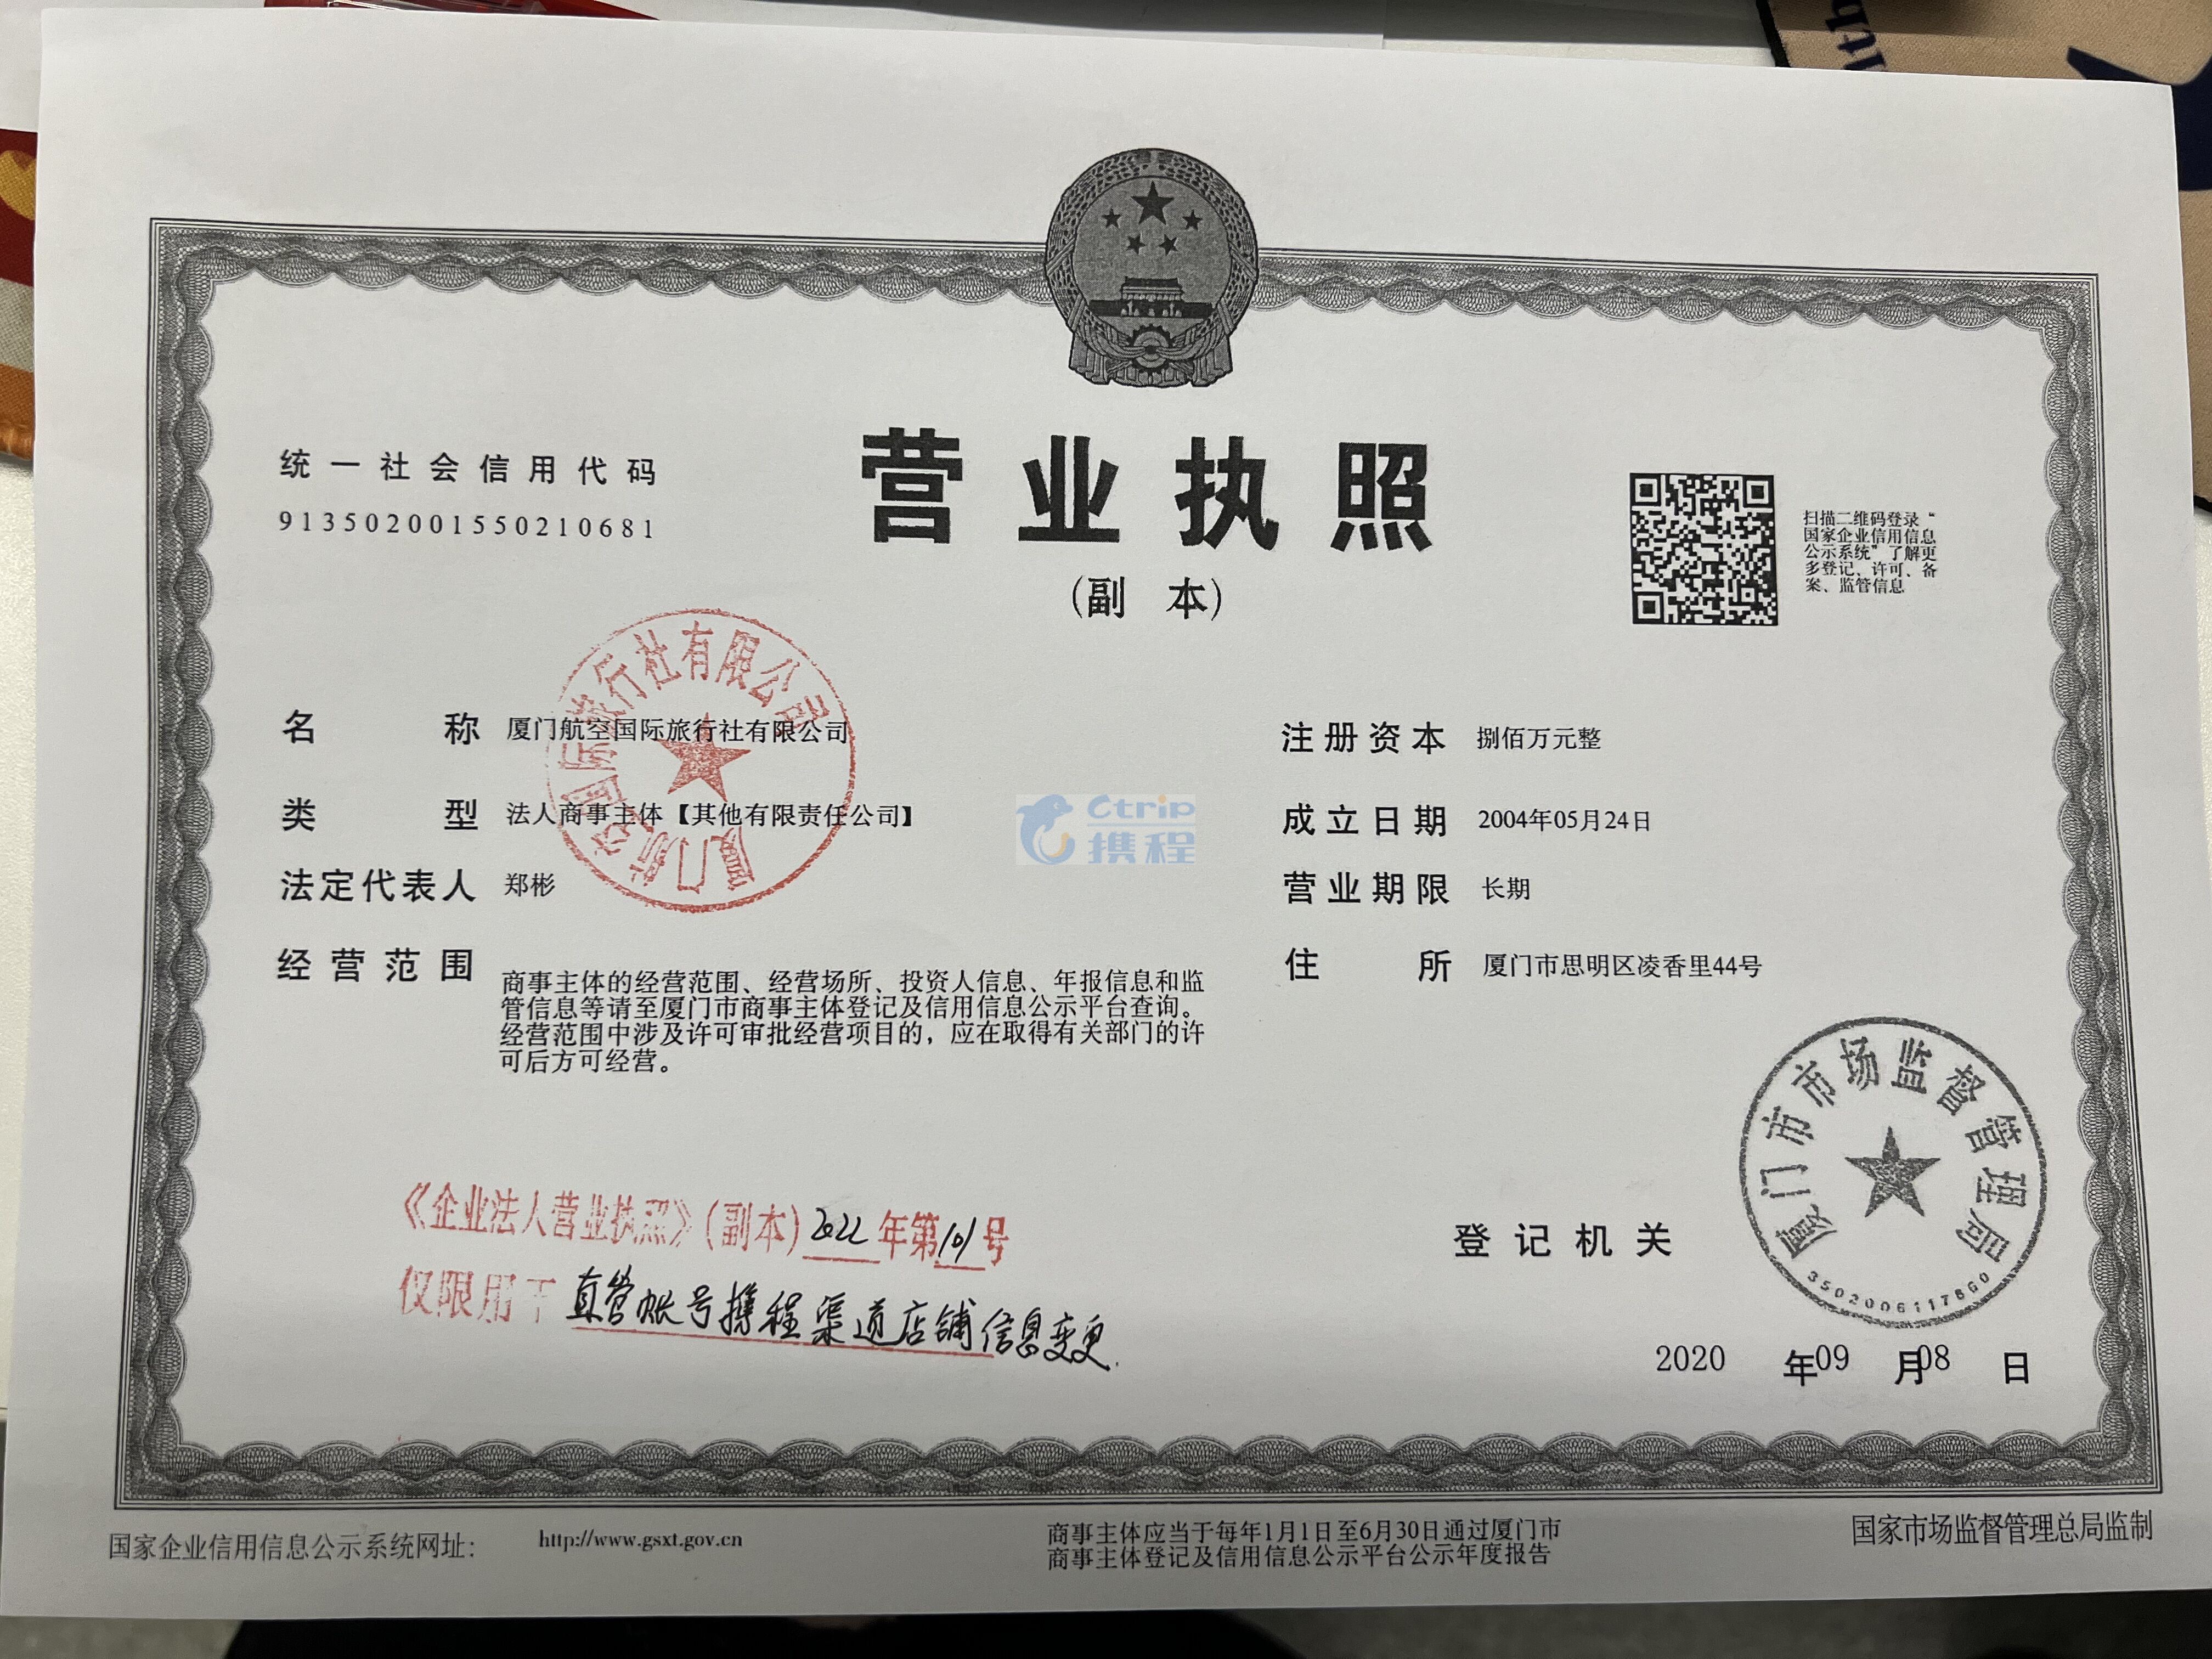 统一社会信用代码
913502001550210681
营业执照
(副 本)
扫描二维码登录“
国家企业信用信息
公示系统”了解更
多登记、许可、备
案、监管信息
名 称 厦门航空国际旅行社有限公司
类 型 法人商事主体【其他有限责任公司】
法定代表人 郑彬
经营范围 商事主体的经营范围、经营场所、投资人信息、年报信息和监
管信息等请至厦门市商事主体登记及信用信息公示平台查询。
经营范围中涉及许可审批经营项目的，应在取得有关部门的许
可后方可经营。
注册资本 捌佰万元整
成立日期 2004年05月24日
营业期限 长期
住 所 厦门市思明区凌香里44号
厦门航空国际旅行社有限公司
Ctrip
携程
《企业法人营业执照》(副本)2022年第101号
仅限用于直营帐号携程渠道店铺信息变更.
登记机关
厦门市市场监督管理局
2020 年09 月08 日
国家企业信用信息公示系统网址：
http://www.gsxt.gov.cn
商事主体应当于每年1月1日至6月30日通过厦门市
商事主体登记及信用信息公示平台公示年度报告
国家市场监督管理总局监制